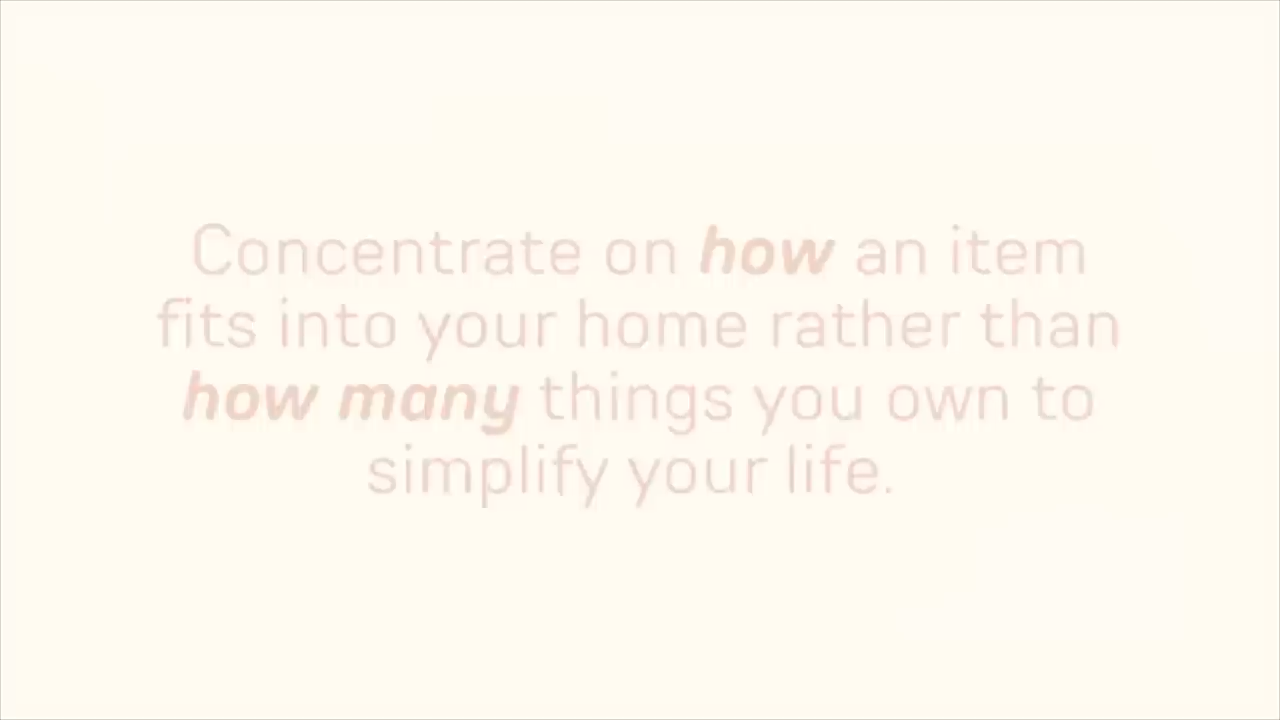 Concentrate on how an item
fits into your home rather than
how many things you own to
simplify your life.